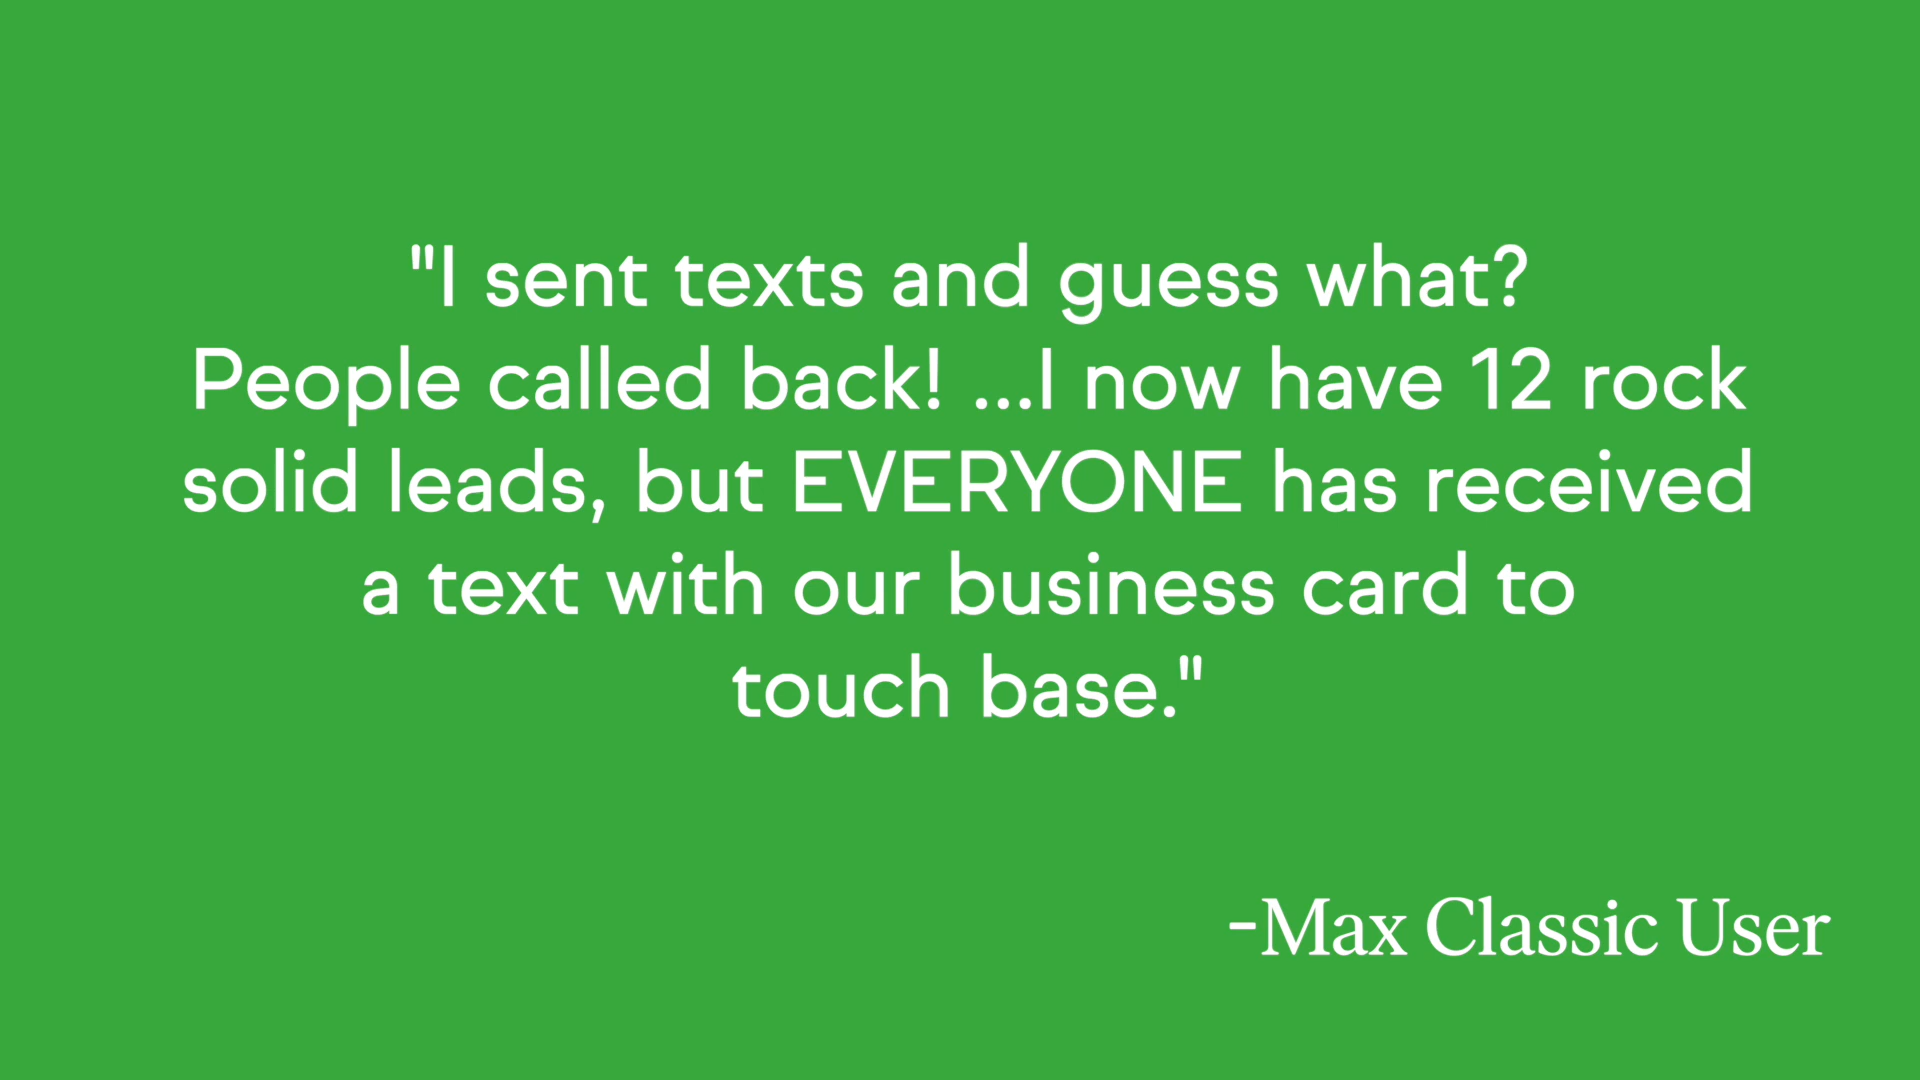 "I sent texts and guess what?
People called back! ...I now have 12 rock
solid leads, but EVERYONE has received
a text with our business card to
touch base."
-Max Classic User